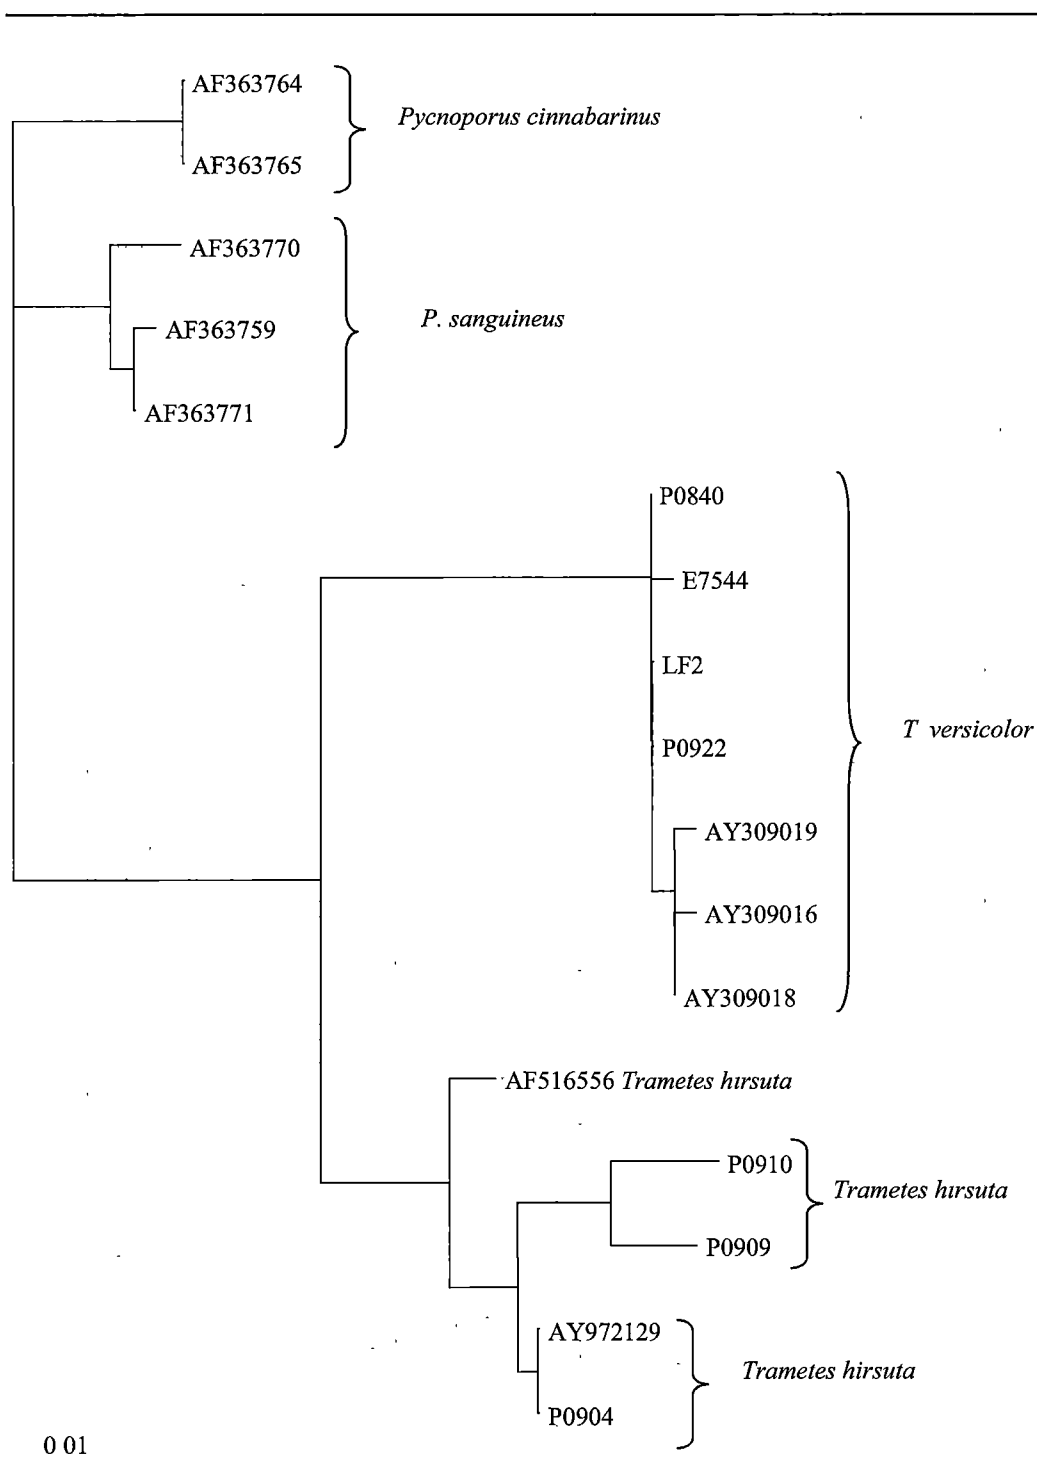 AF363764
Pycnoporus cinnabarinus
AF363765
AF363770
P. sanguineus
AF363759
AF363771
P0840
E7544
LF2
T versicolor
P0922
AY309019
AY309016
AY309018
AF516556 Trametes hırsuta
P0910
Trametes hırsuta
P0909
AY972129
Trametes hirsuta
P0904
0 01